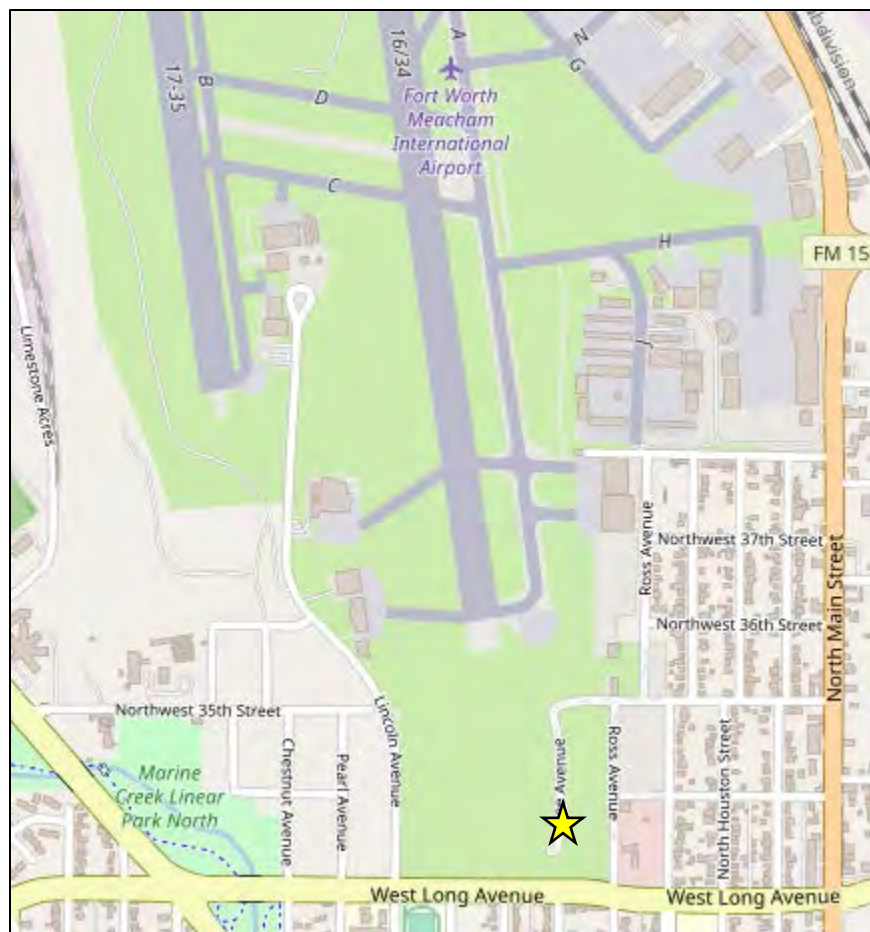 17-35
B
D
C
16/34
A
N
G
Fort Worth
Meacham
International
Airport
H
J
FM 15
Limestone Acres
Ross Avenue
Northwest 37th Street
Northwest 36th Street
North Main Street
Northwest 35th Street
Lincoln Avenue
Chestnut Avenue
Pearl Avenue
Marine
Creek Linear
Park North
Avenue
Ross Avenue
North Houston Street
West Long Avenue
West Long Avenue